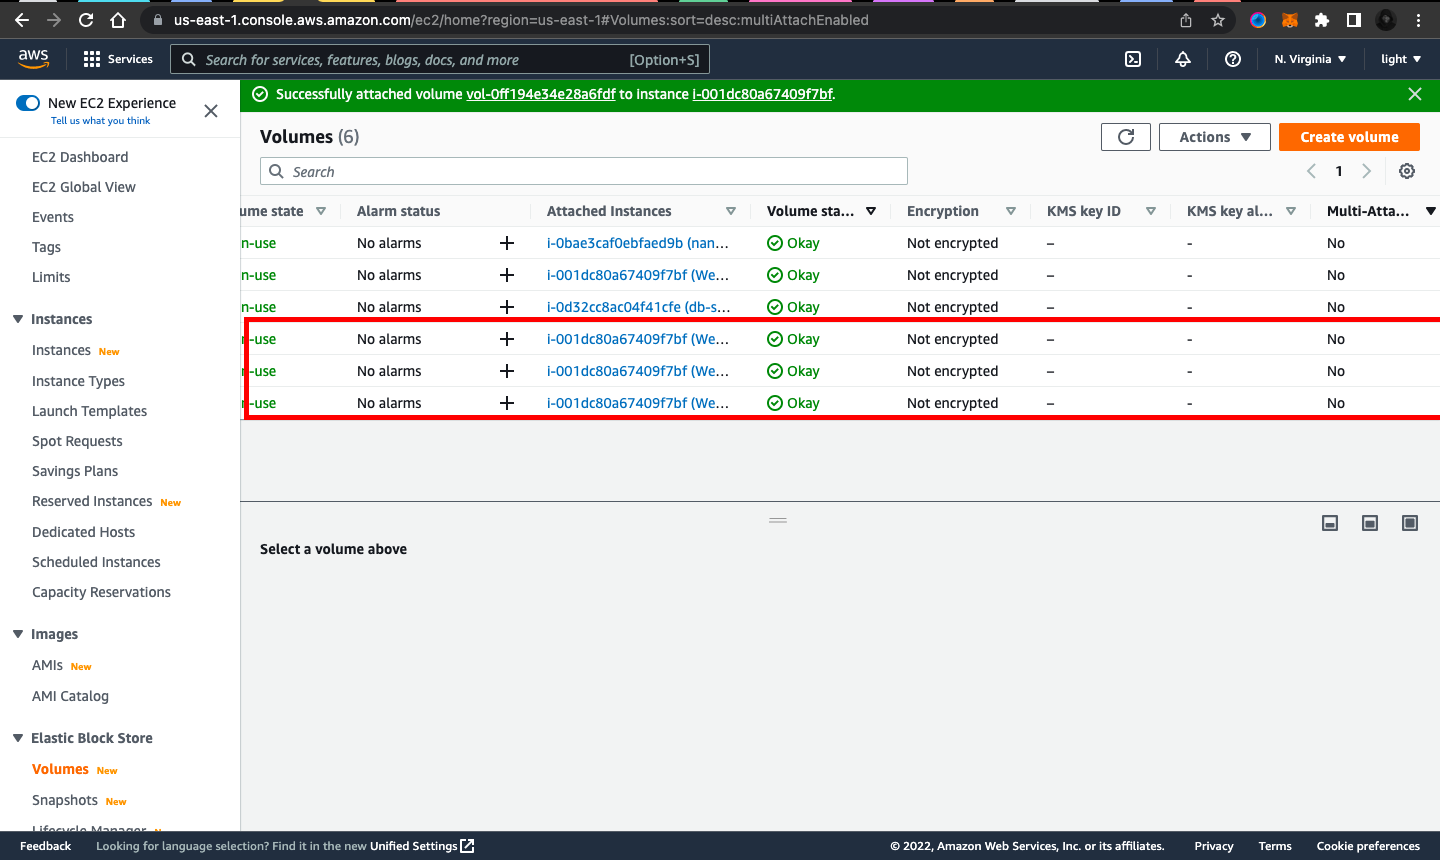 us-east-1.console.aws.amazon.com/ec2/home?region=us-east-1#Volumes:sort=desc:multiAttachEnabled
aws Services Search for services, features, blogs, docs, and more [Option+S] N. Virginia ▼ light ▼
New EC2 Experience
Tell us what you think
Successfully attached volume vol-0ff194e34e28a6fdf to instance i-001dc80a67409f7bf.
Volumes (6) Actions ▼ Create volume
Search 1
ume state Alarm status Attached Instances Volume sta... Encryption KMS key ID KMS key al... Multi-Atta...
n-use No alarms + i-0bae3caf0ebfaed9b (nan... Okay Not encrypted – - No
n-use No alarms + i-001dc80a67409f7bf (We... Okay Not encrypted – - No
n-use No alarms + i-0d32cc8ac04f41cfe (db-s... Okay Not encrypted – - No
n-use No alarms + i-001dc80a67409f7bf (We... Okay Not encrypted – - No
n-use No alarms + i-001dc80a67409f7bf (We... Okay Not encrypted – - No
n-use No alarms + i-001dc80a67409f7bf (We... Okay Not encrypted – - No
Select a volume above
EC2 Dashboard
EC2 Global View
Events
Tags
Limits
Instances
Instances New
Instance Types
Launch Templates
Spot Requests
Savings Plans
Reserved Instances New
Dedicated Hosts
Scheduled Instances
Capacity Reservations
Images
AMIs New
AMI Catalog
Elastic Block Store
Volumes New
Snapshots New
Lifecycle Manager
Feedback Looking for language selection? Find it in the new Unified Settings © 2022, Amazon Web Services, Inc. or its affiliates. Privacy Terms Cookie preferences